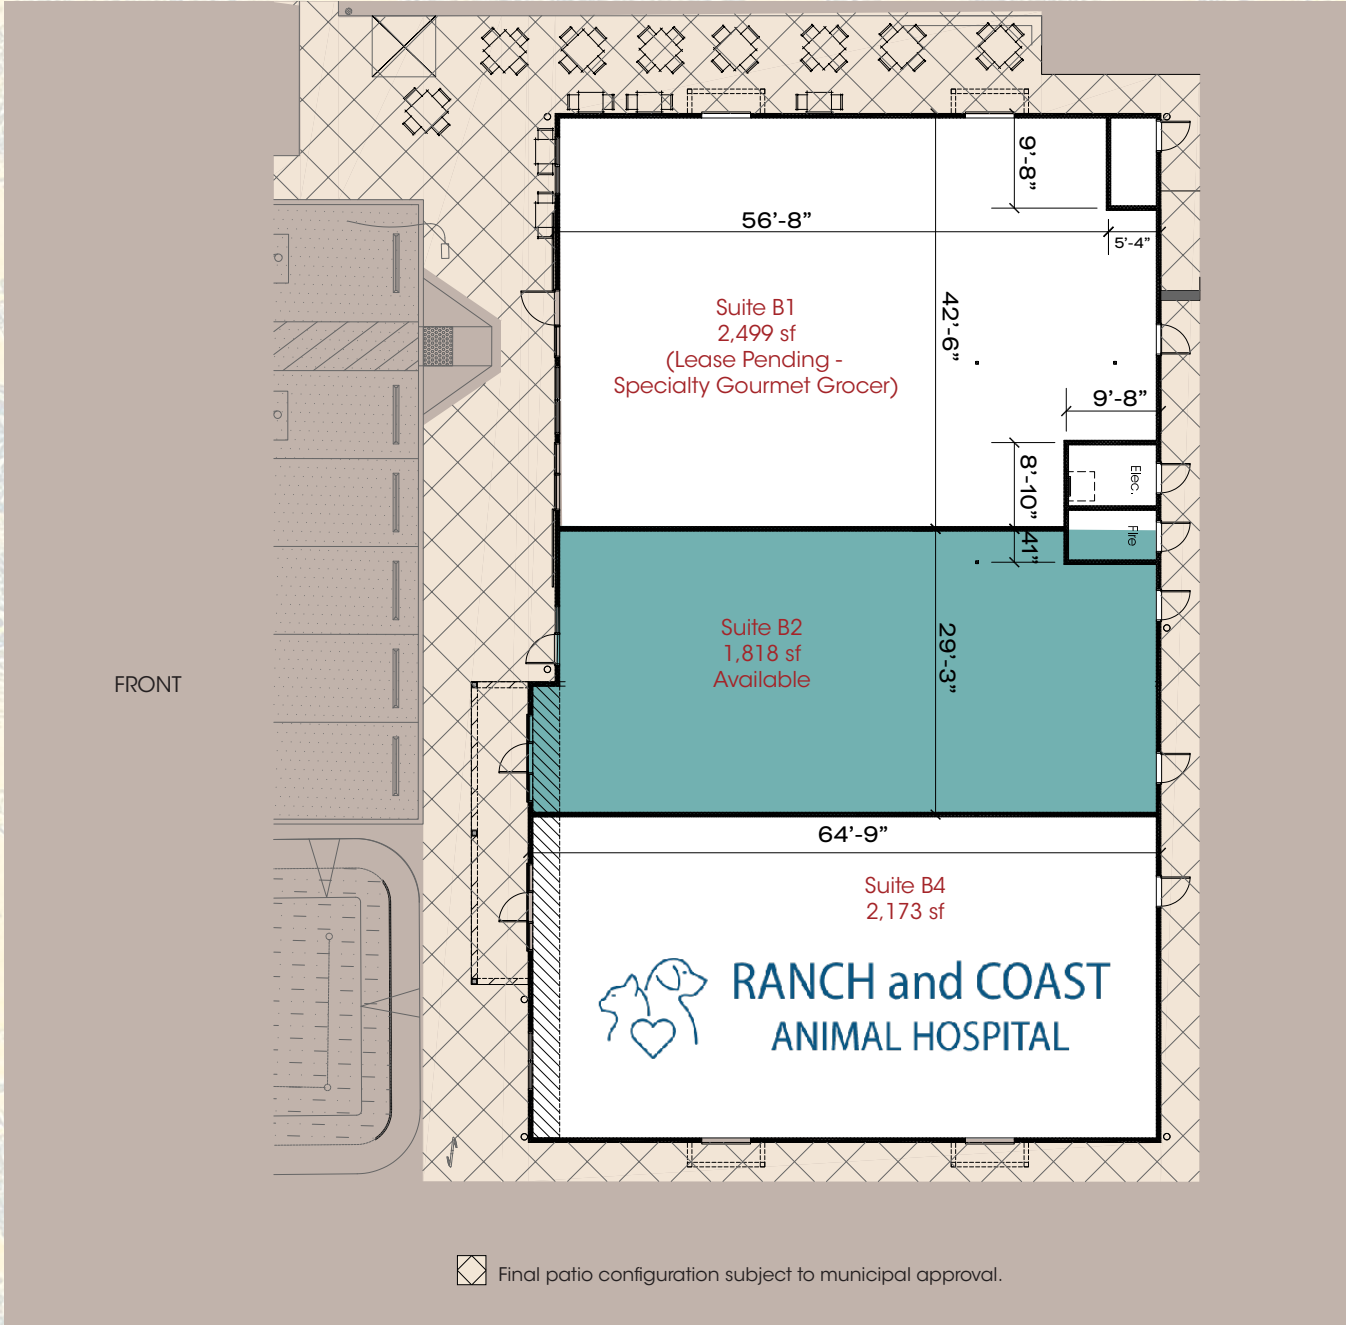 9'-8"
56'-8"
5'-4"
Suite B1
2,499 sf
(Lease Pending -
Specialty Gourmet Grocer)
42'-6"
9'-8"
8'-10"
Elec.
Fire
41"
Suite B2
1,818 sf
Available
29'-3"
FRONT
64'-9"
Suite B4
2,173 sf
RANCH and COAST
ANIMAL HOSPITAL
Final patio configuration subject to municipal approval.